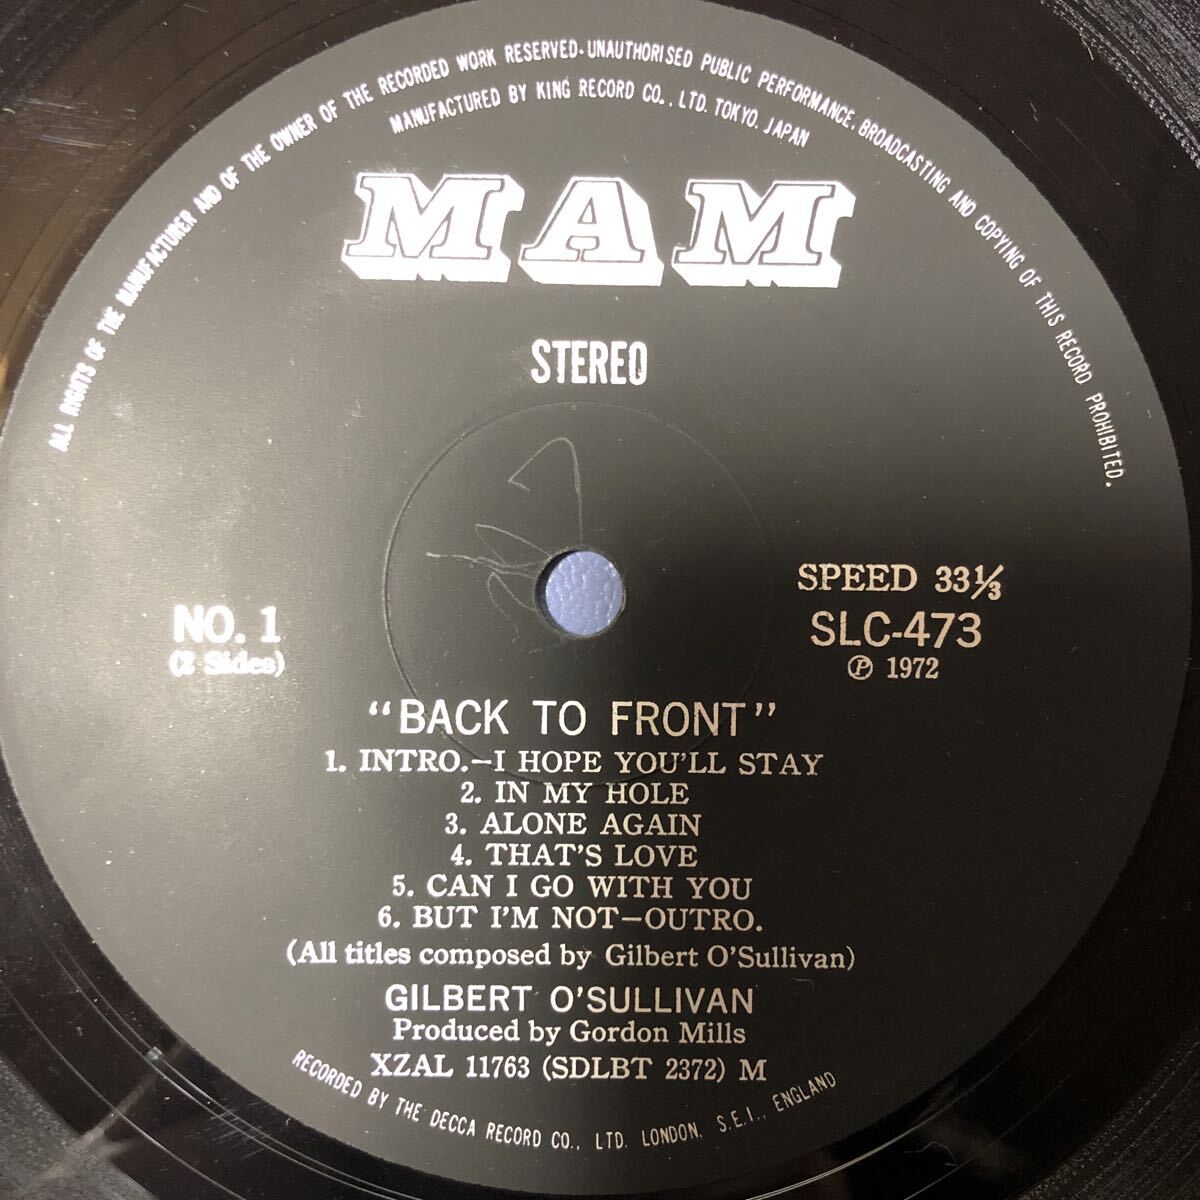 ALL RIGHTS OF THE MANUFACTURER AND OF THE OWNER OF THE RECORDED WORK RESERVED·UNAUTHORISED PUBLIC PERFORMANCE, BROADCASTING AND COPYING OF THIS RECORD PROHIBITED.
MANUFACTURED BY KING RECORD CO., LTD. TOKYO, JAPAN
MAM
STEREO
SPEED 33⅓
NO. 1
SLC-473
(2 Sides)
Ⓟ 1972
“BACK TO FRONT”
1. INTRO.—I HOPE YOU'LL STAY
2. IN MY HOLE
3. ALONE AGAIN
4. THAT'S LOVE
5. CAN I GO WITH YOU
6. BUT I'M NOT—OUTRO.
(All titles composed by Gilbert O'Sullivan)
GILBERT O'SULLIVAN
Produced by Gordon Mills
XZAL 11763 (SDLBT 2372) M
RECORDED BY THE DECCA RECORD CO., LTD. LONDON, S.E.I., ENGLAND